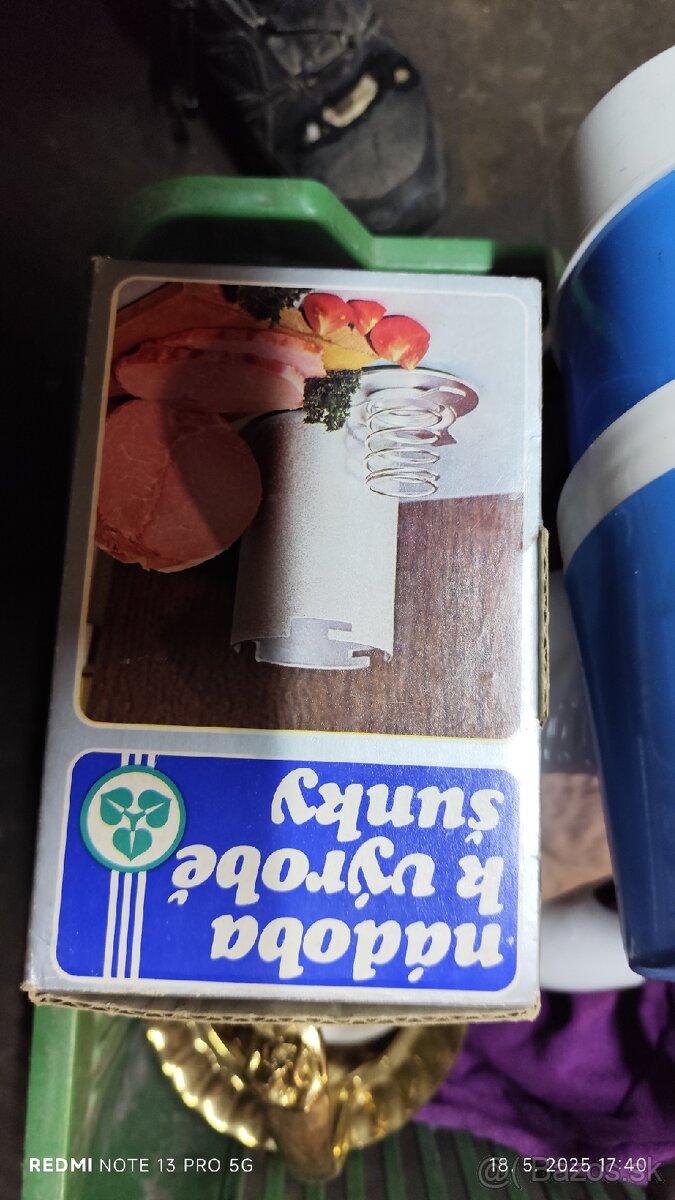 nádoba
k výrobě
šunky
REDMI NOTE 13 PRO 5G
18. 5. 2025 17:40
@ Bazos.sk